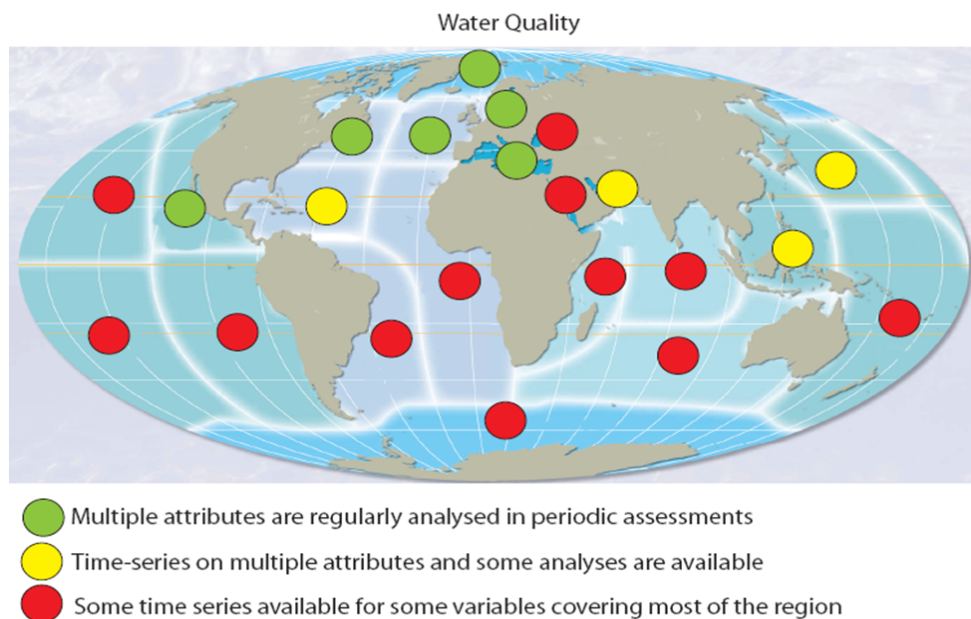 Water Quality
Multiple attributes are regularly analysed in periodic assessments
Time-series on multiple attributes and some analyses are available
Some time series available for some variables covering most of the region